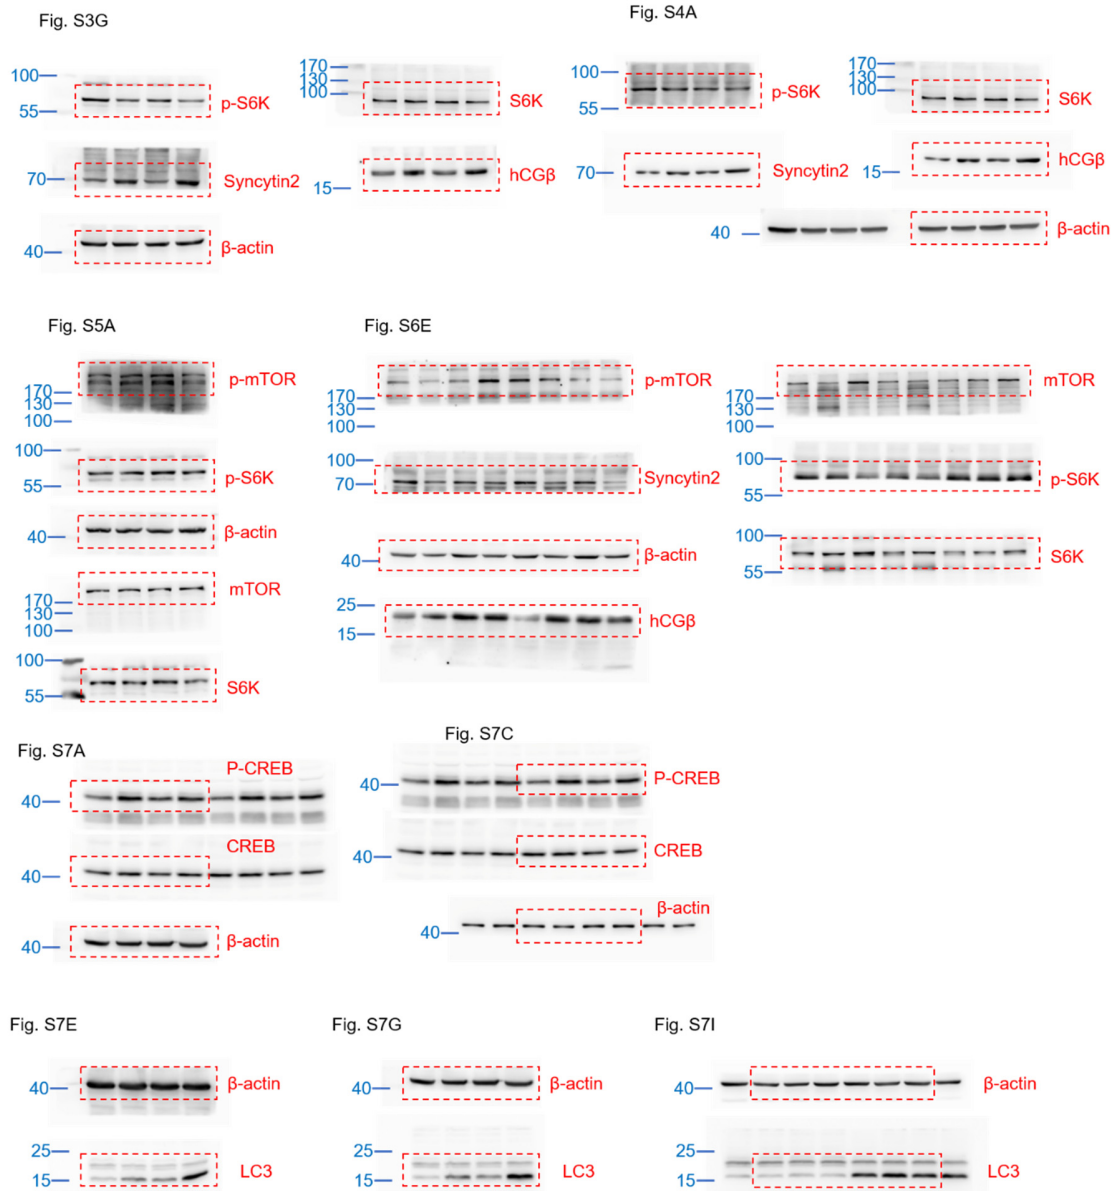 Fig. S3G
100
55
p-S6K
170
130
100
S6K
70
Syncytin2
15
hCGβ
40
β-actin
Fig. S4A
100
55
p-S6K
170
130
100
S6K
70
Syncytin2
15
hCGβ
40
β-actin
Fig. S5A
170
130
100
p-mTOR
100
55
p-S6K
40
β-actin
170
130
100
mTOR
100
55
S6K
Fig. S6E
170
130
100
p-mTOR
100
70
Syncytin2
40
β-actin
25
15
hCGβ
170
130
100
mTOR
100
55
p-S6K
100
55
S6K
Fig. S7A
P-CREB
40
CREB
40
40
β-actin
Fig. S7C
40
P-CREB
40
CREB
β-actin
40
Fig. S7E
40
β-actin
25
15
LC3
Fig. S7G
40
β-actin
25
15
LC3
Fig. S7I
40
β-actin
25
15
LC3